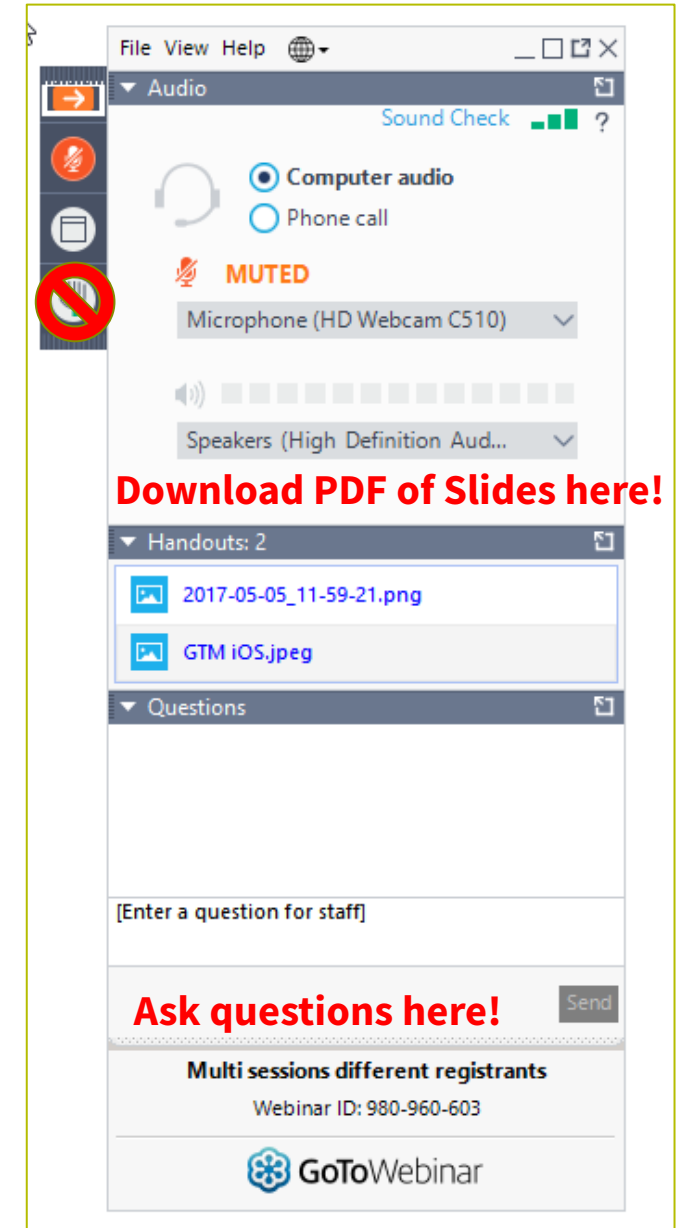 File View Help
Audio
Sound Check ?
Computer audio
Phone call
MUTED
Microphone (HD Webcam C510)
Speakers (High Definition Aud...
Download PDF of Slides here!
Handouts: 2
2017-05-05_11-59-21.png
GTM iOS.jpeg
Questions
[Enter a question for staff]
Ask questions here! Send
Multi sessions different registrants
Webinar ID: 980-960-603
GoToWebinar